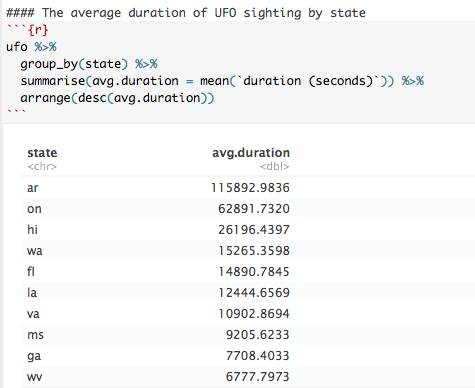 #### The average duration of UFO sighting by state
```{r}
ufo %>%
  group_by(state) %>%
  summarise(avg.duration = mean(`duration (seconds)`)) %>%
  arrange(desc(avg.duration))
```
state avg.duration
<chr> <dbl>
ar 115892.9836
on 62891.7320
hi 26196.4397
wa 15265.3598
fl 14890.7845
la 12444.6569
va 10902.8694
ms 9205.6233
ga 7708.4033
wv 6777.7973